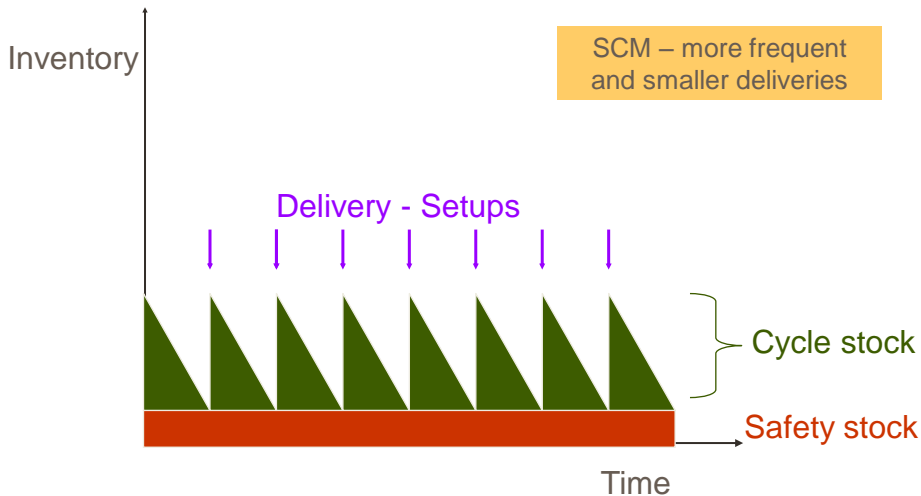 SCM – more frequent
and smaller deliveries
Inventory
Delivery - Setups
Cycle stock
Safety stock
Time